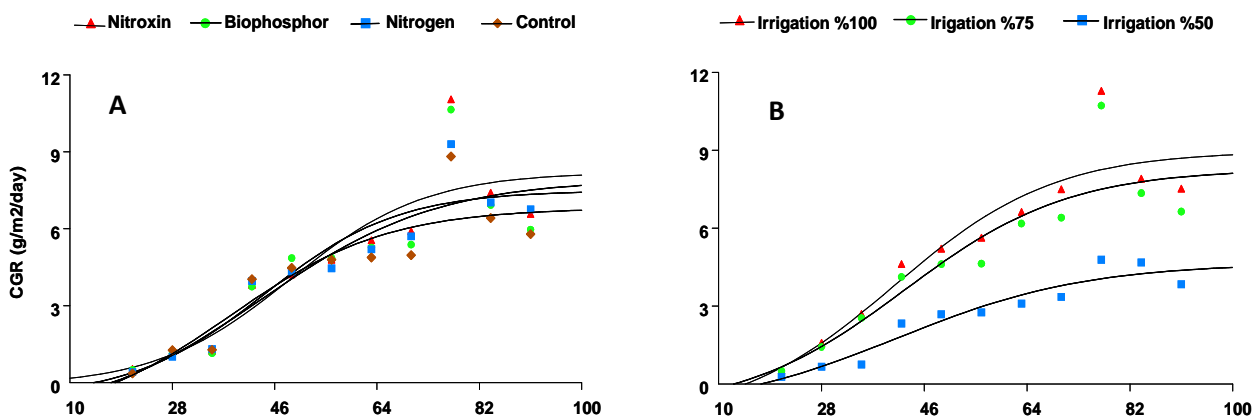 Nitroxin Biophosphor Nitrogen Control
Irrigation %100 Irigation %75 Irrigation %50
CGR (g/m2/day)
A
12
9
6
3
0
10 28 46 64 82 100
B
12
9
6
3
0
10 28 46 64 82 100